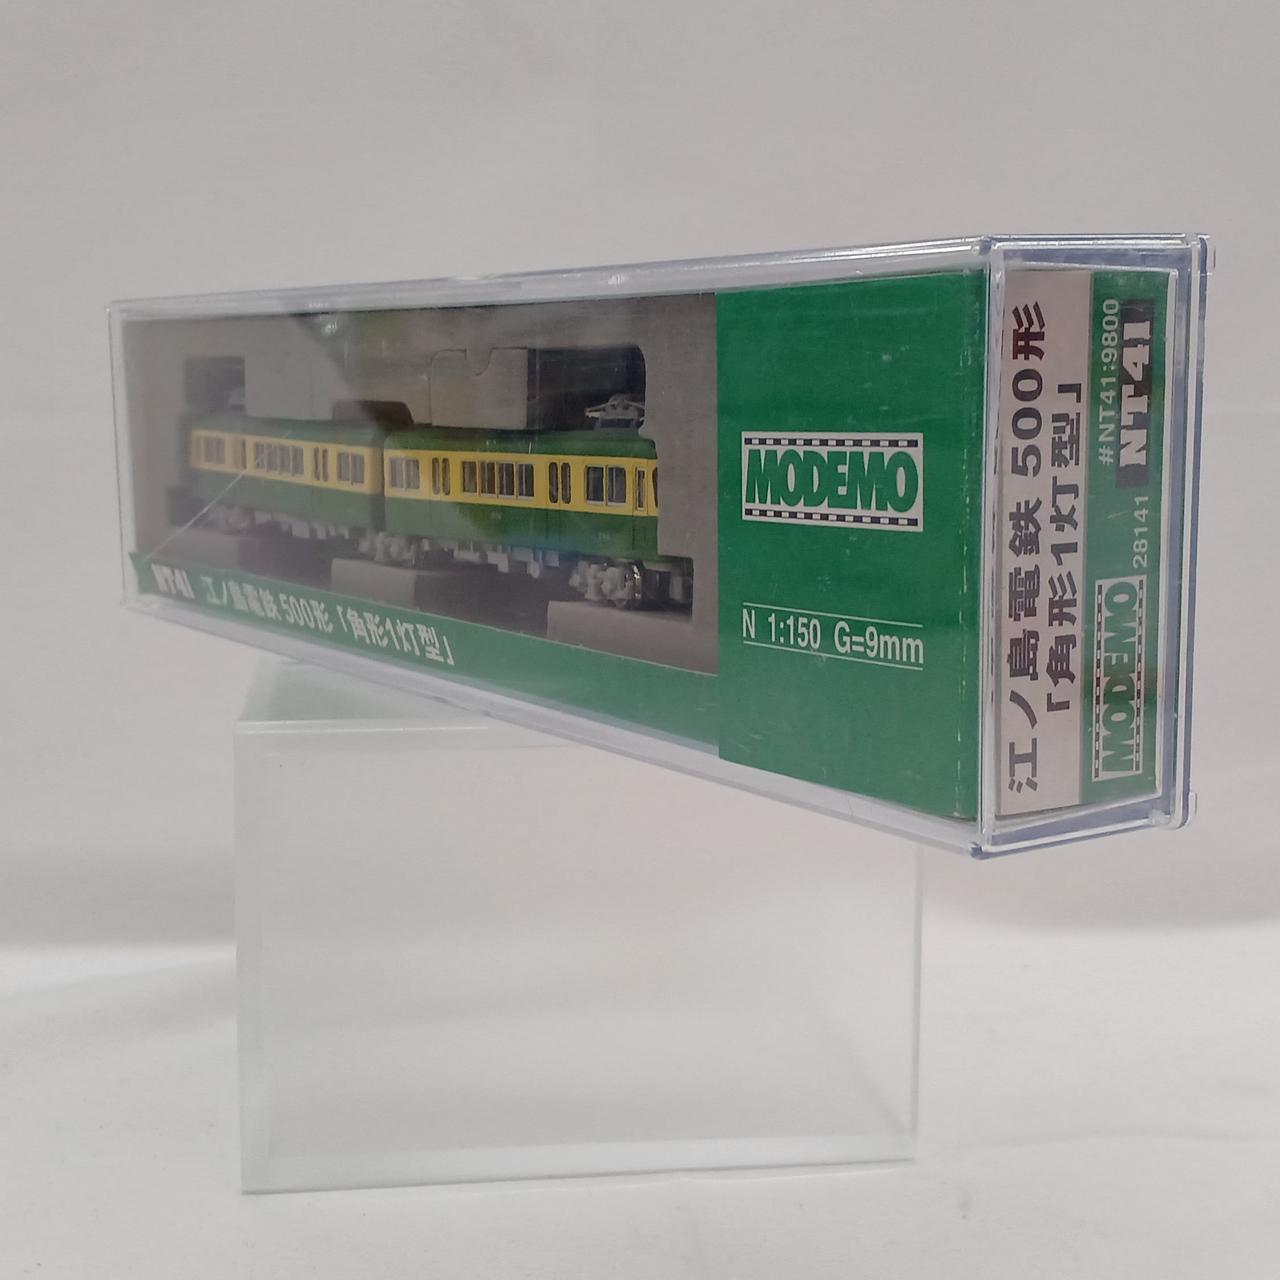 MODEMO
N 1:150 G=9mm
NT41 江ノ島電鉄 500形「角形1灯型」
江ノ島電鉄 500形
「角形1灯型」
MODEMO 28141 NT41
#NT41:9800